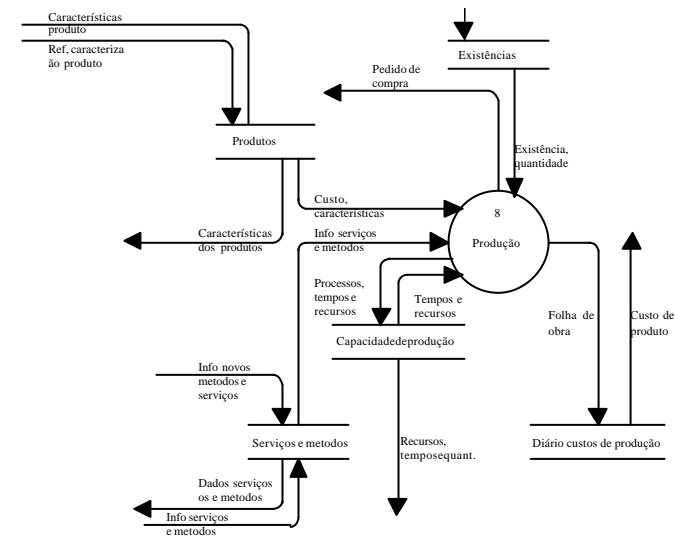 Características
produto
Ref, caracteriza
ão produto
Existências
Pedido de
compra
Produtos
Existência,
quantidade
Custo,
características
8
Produção
Características
dos produtos
Info serviços
e metodos
Processos,
tempos e
recursos
Tempos e
recursos
Folha de
obra
Custo de
produto
Capacidadedeprodução
Info novos
metodos e
serviços
Serviços e metodos
Recursos,
temposequant.
Diário custos de produção
Dados serviços
os e metodos
Info serviços
e metodos